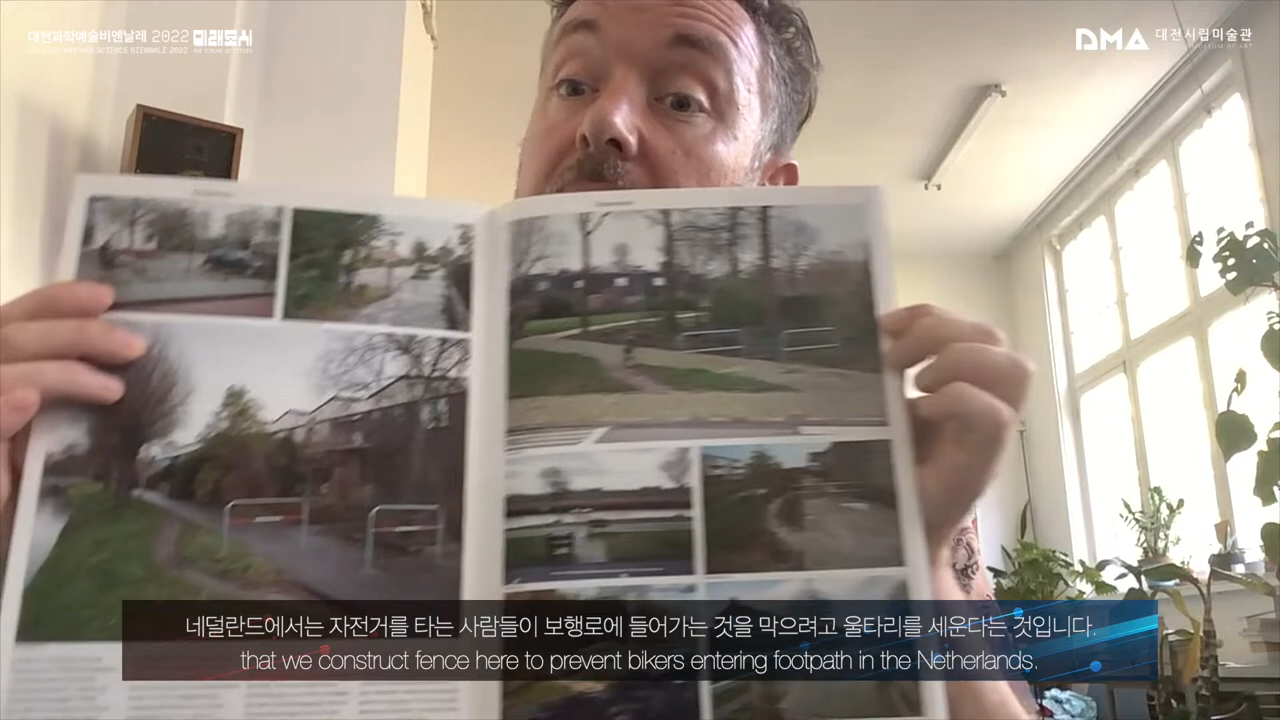 대전과학예술비엔날레 2022 미래도시
DMA 대전시립미술관
네덜란드에서는 자전거를 타는 사람들이 보행로에 들어가는 것을 막으려고 울타리를 세운다는 것입니다.
that we construct fence here to prevent bikers entering footpath in the Netherlands.